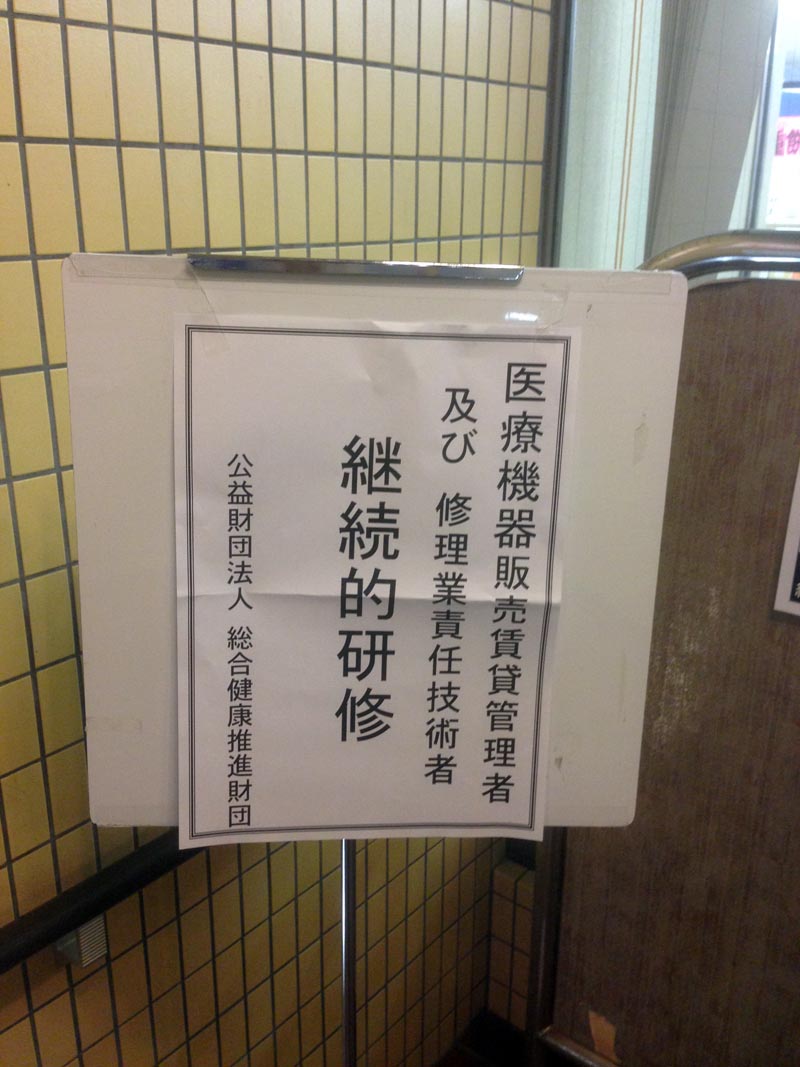 医療機器販売賃貸管理者
及び 修理業責任技術者
継続的研修
公益財団法人 総合健康推進財団